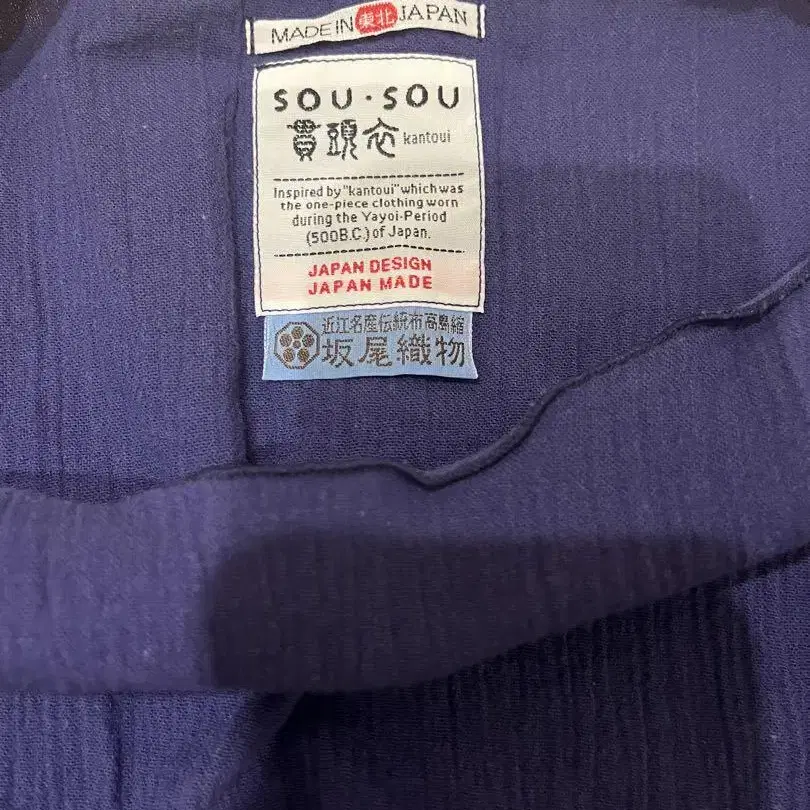 MADE IN 東北 JAPAN
SOU・SOU
貫頭衣 kantoui
Inspired by "kantoui" which was
the one-piece clothing worn
during the Yayoi-Period
(500B.C.) of Japan.
JAPAN DESIGN
JAPAN MADE
近江名産伝統布高島縮
坂尾織物